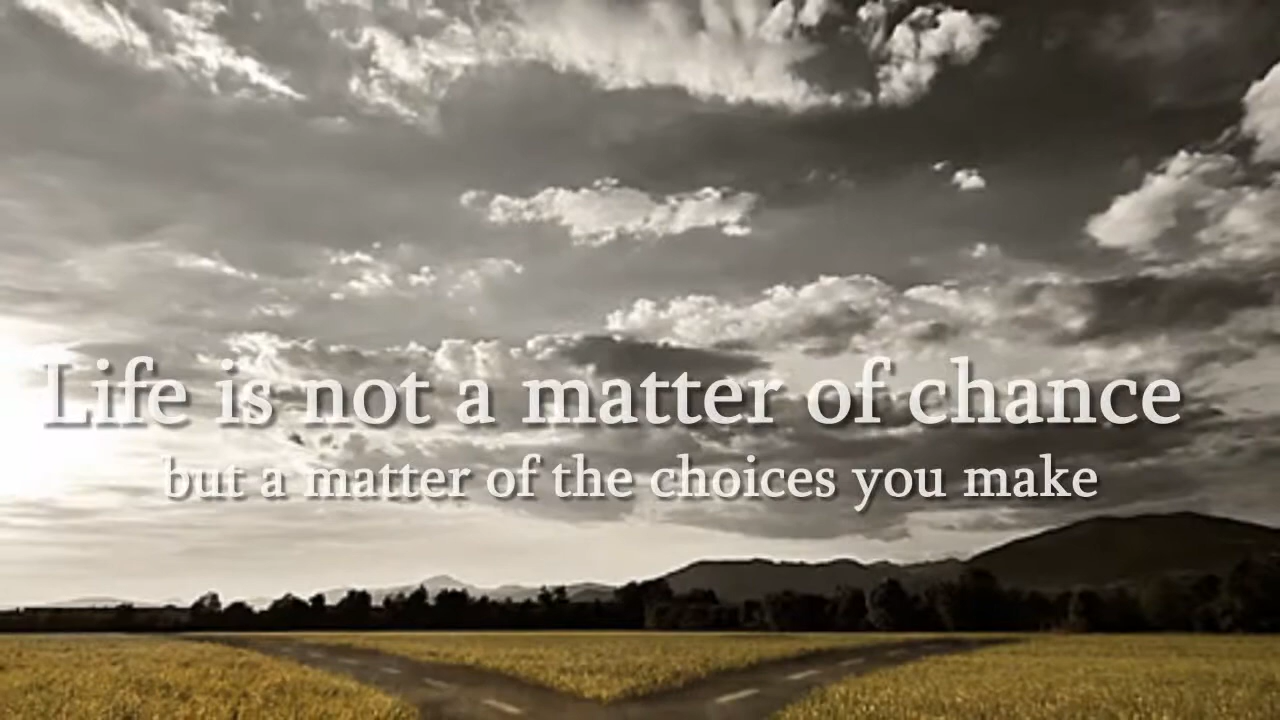 Life is not a matter of chance
but a matter of the choices you make